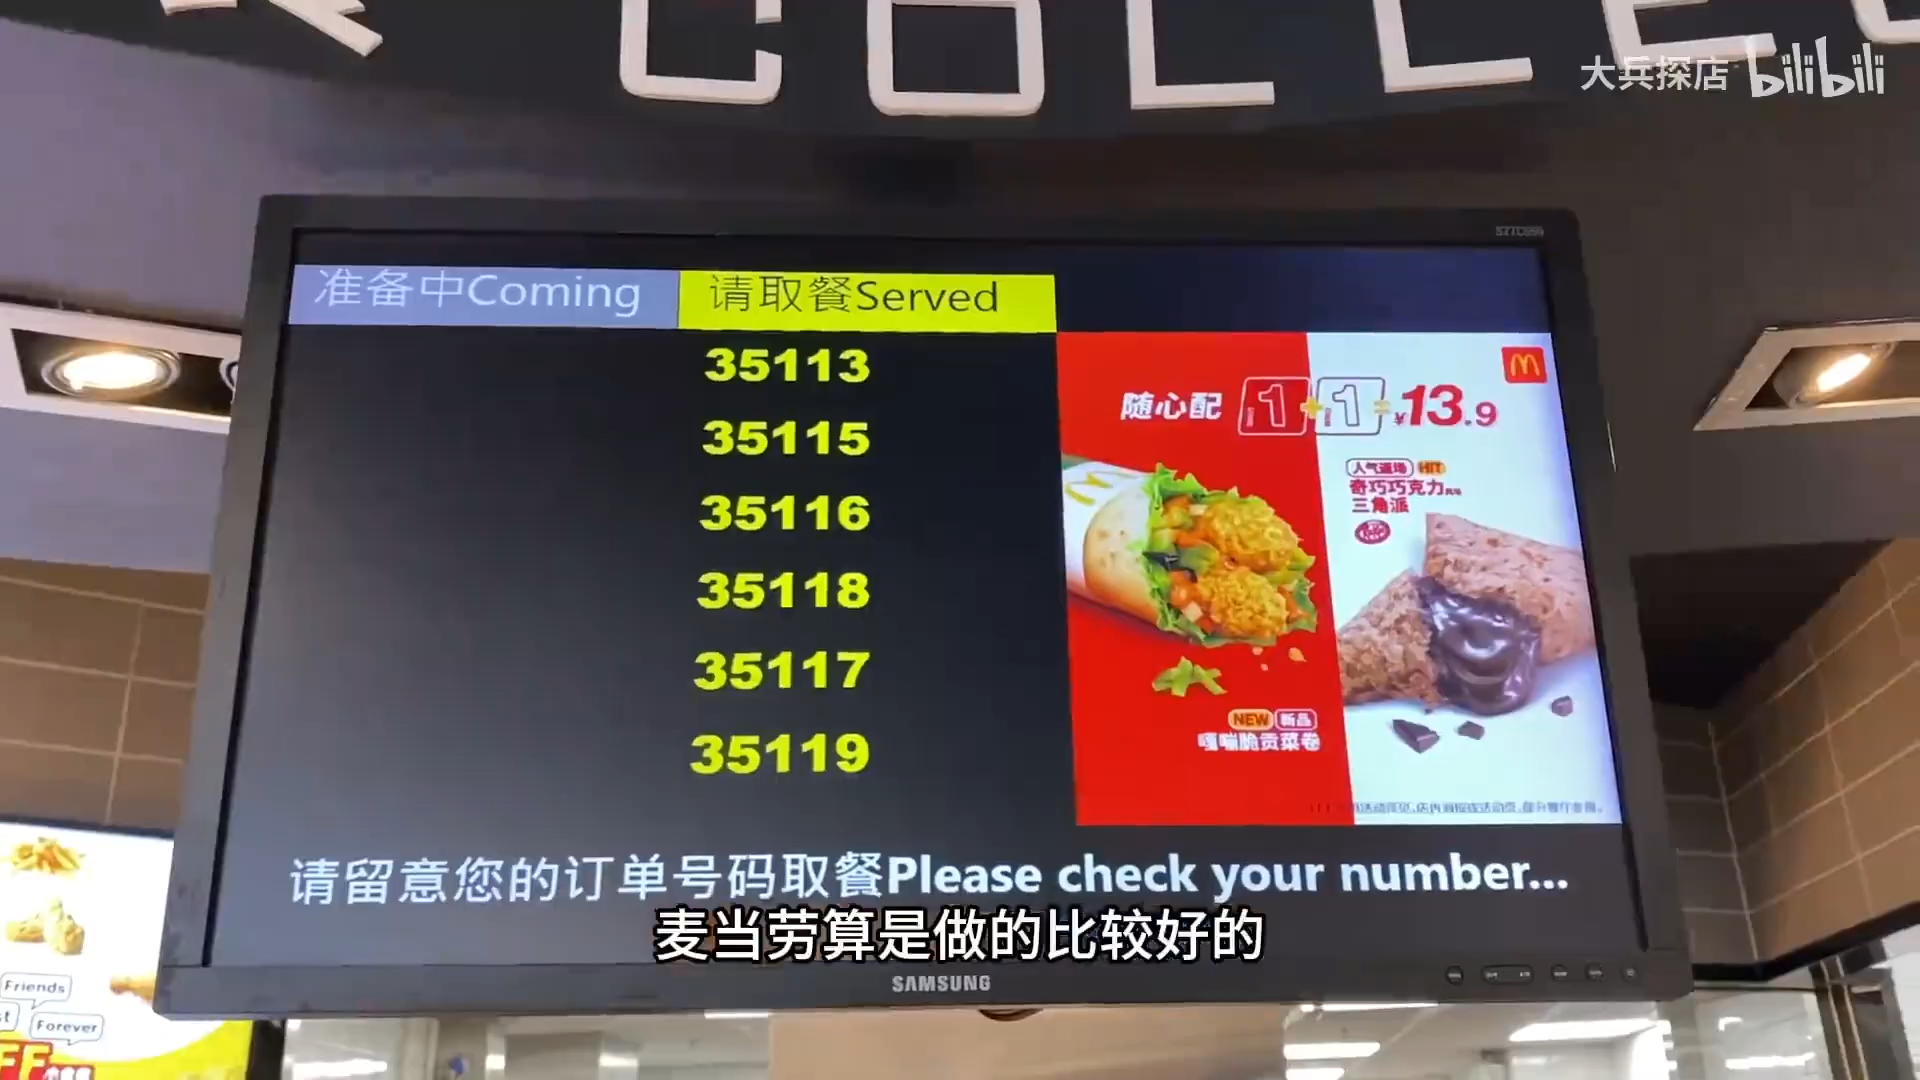 COLLEC
大兵探店 bilibili
准备中Coming
请取餐Served
35113
35115
35116
35118
35117
35119
随心配 1+1=¥13.9
人气返场 HIT
奇巧巧克力风味
三角派
NEW 新品
嘎嘣脆贡菜卷
请留意您的订单号码取餐Please check your number...
麦当劳算是做的比较好的
SAMSUNG
Friends
Forever